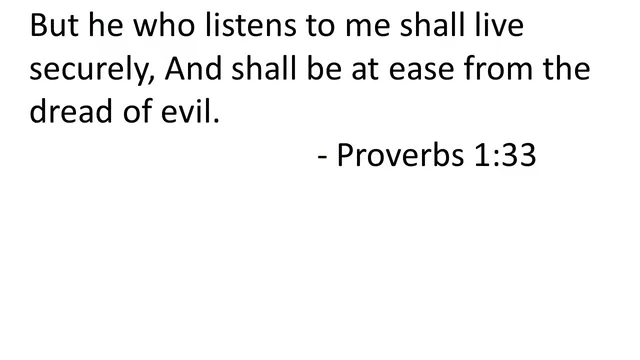 But he who listens to me shall live
securely, And shall be at ease from the
dread of evil.
- Proverbs 1:33